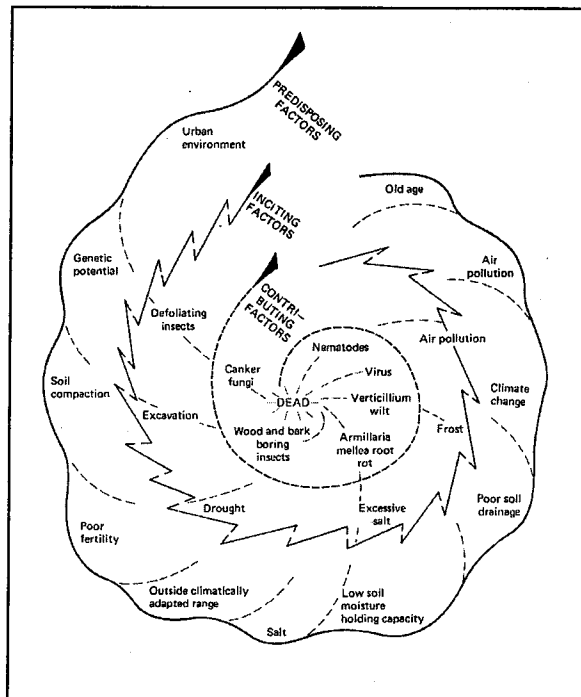 PREDISPOSING
FACTORS
Urban
environment
INCITING
FACTORS
Old age
Genetic
potential
CONTRI-
BUTING
FACTORS
Air
pollution
Defoliating
insects
Nematodes
Air pollution
Canker
fungi
Virus
Soil
compaction
Excavation
DEAD
Verticillium
wilt
Climate
change
Wood and bark
boring
insects
Armillaria
mellea root
rot
Frost
Poor soil
drainage
Drought
Excessive
salt
Poor
fertility
Outside climatically
adapted range
Low soil
moisture
holding capacity
Salt